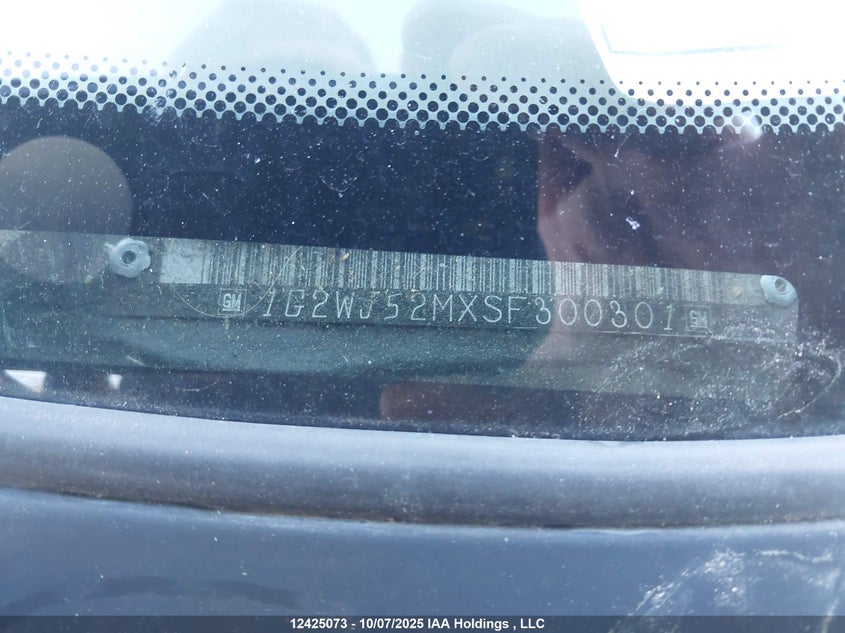 GM 1G2WJ52MXSF300301 GM
12425073 - 10/07/2025 IAA Holdings , LLC